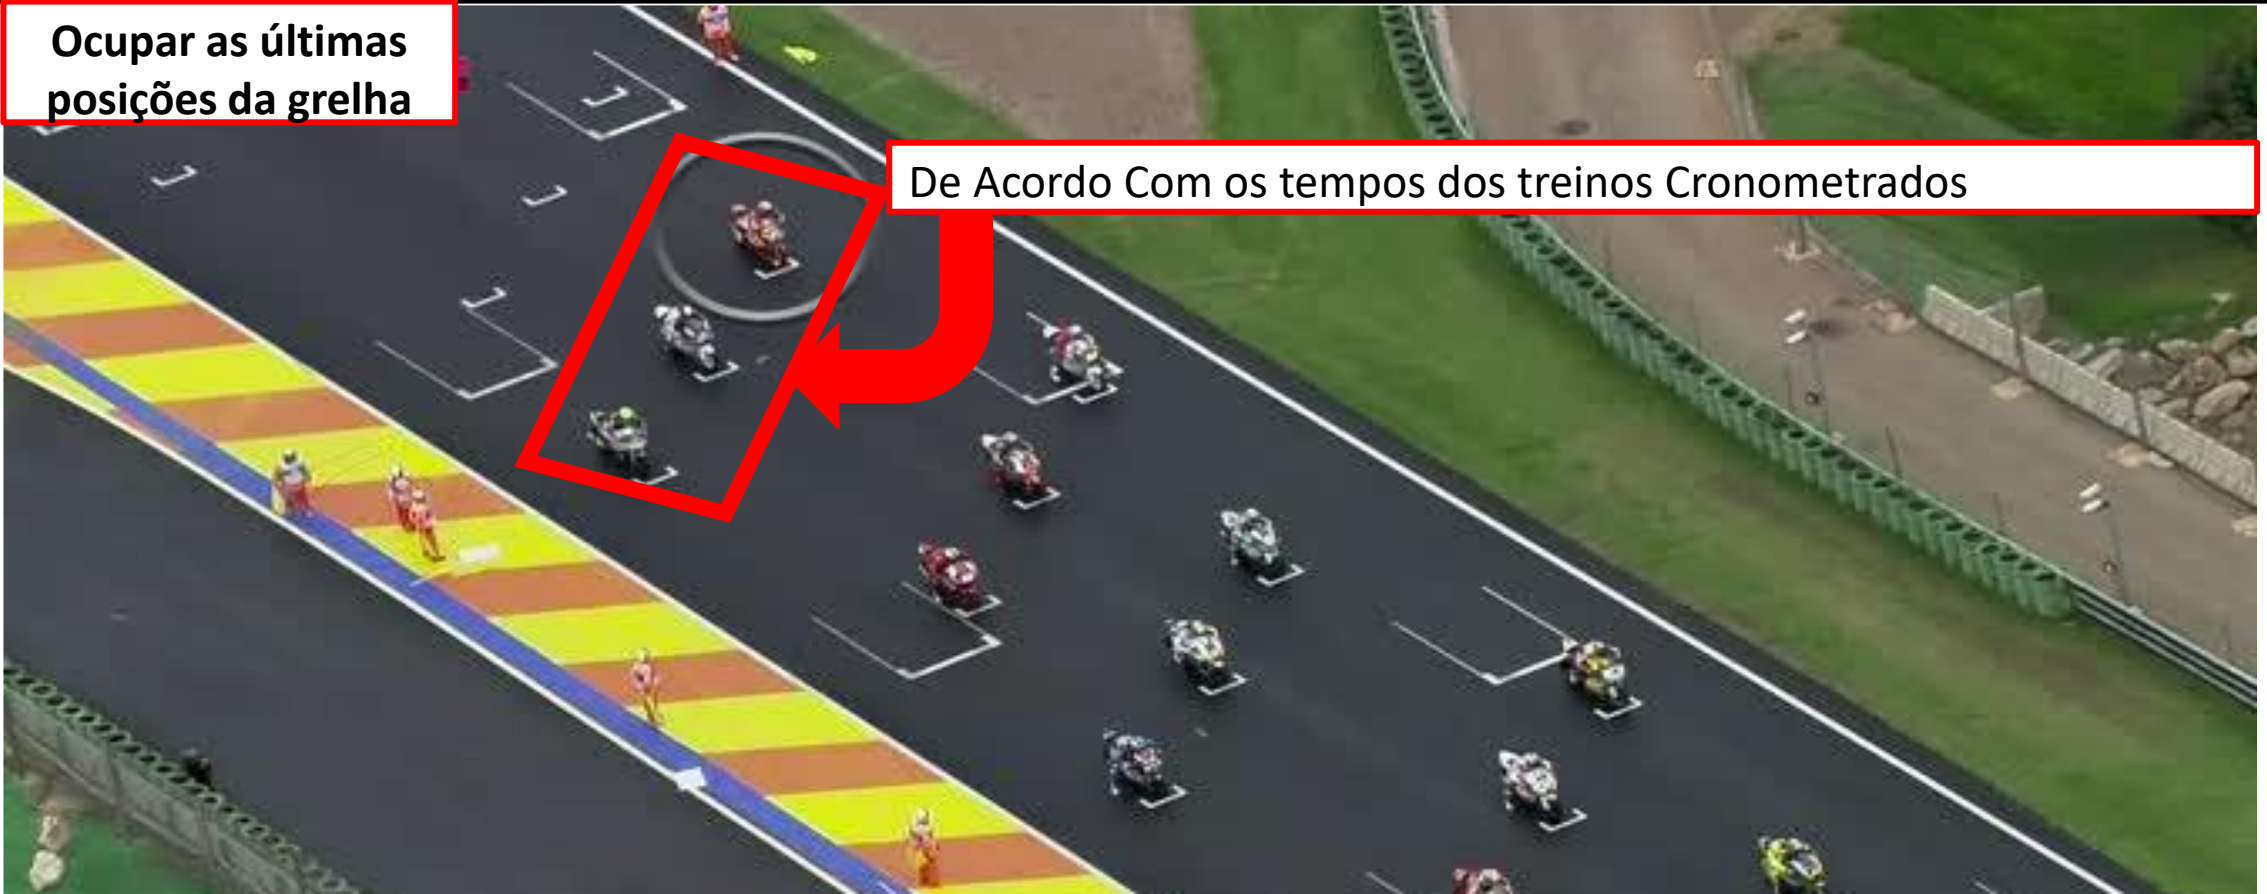 Ocupar as últimas
posições da grelha
De Acordo Com os tempos dos treinos Cronometrados